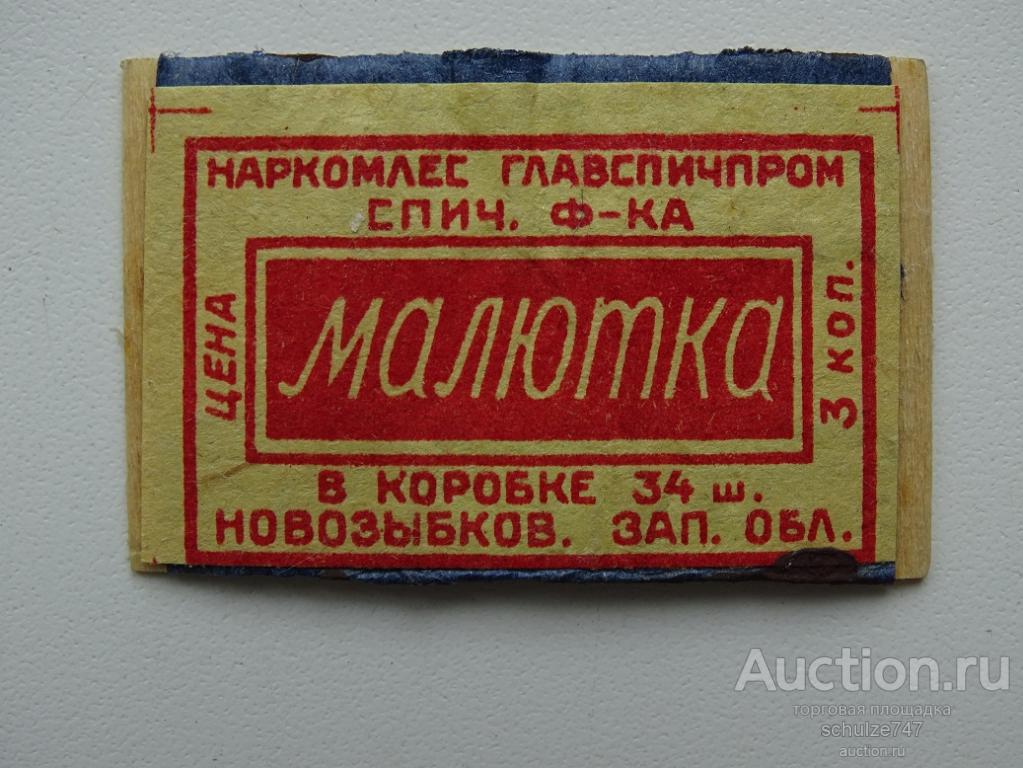 НАРКОМЛЕС ГЛАВСПИЧПРОМ
СПИЧ. Ф-КА
ЦЕНА
малютка
3 КОП.
В КОРОБКЕ 34 Ш.
НОВОЗЫБКОВ. ЗАП. ОБЛ.
Auction.ru
торговая площадка
schulze747
auction.ru